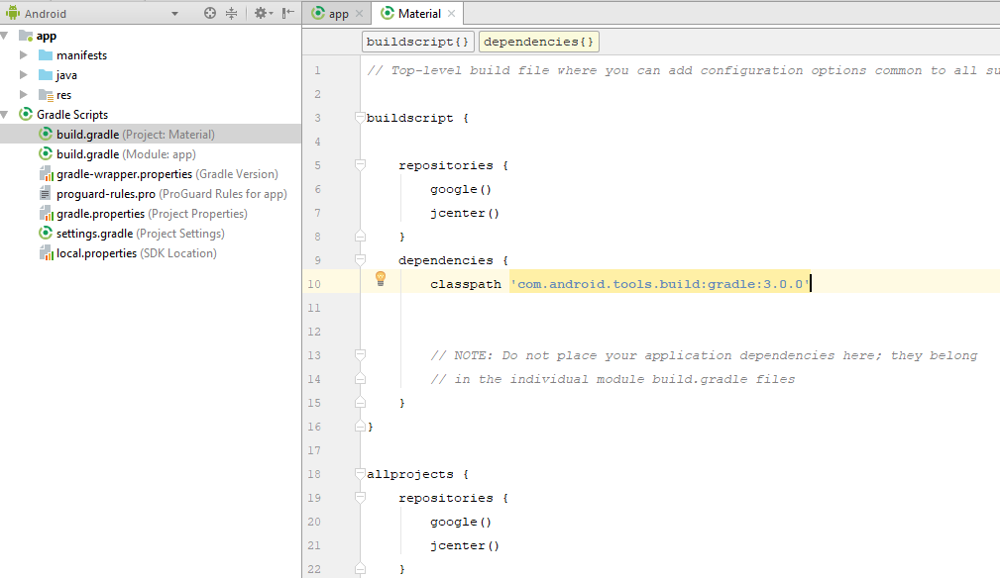 Android
app
manifests
java
res
Gradle Scripts
build.gradle (Project: Material)
build.gradle (Module: app)
gradle-wrapper.properties (Gradle Version)
proguard-rules.pro (ProGuard Rules for app)
gradle.properties (Project Properties)
settings.gradle (Project Settings)
local.properties (SDK Location)
app Material
buildscript{} dependencies{}
1 // Top-level build file where you can add configuration options common to all su
2
3 buildscript {
4
5 repositories {
6 google()
7 jcenter()
8 }
9 dependencies {
10 classpath 'com.android.tools.build:gradle:3.0.0'
11
12
13 // NOTE: Do not place your application dependencies here; they belong
14 // in the individual module build.gradle files
15 }
16 }
17
18 allprojects {
19 repositories {
20 google()
21 jcenter()
22 }